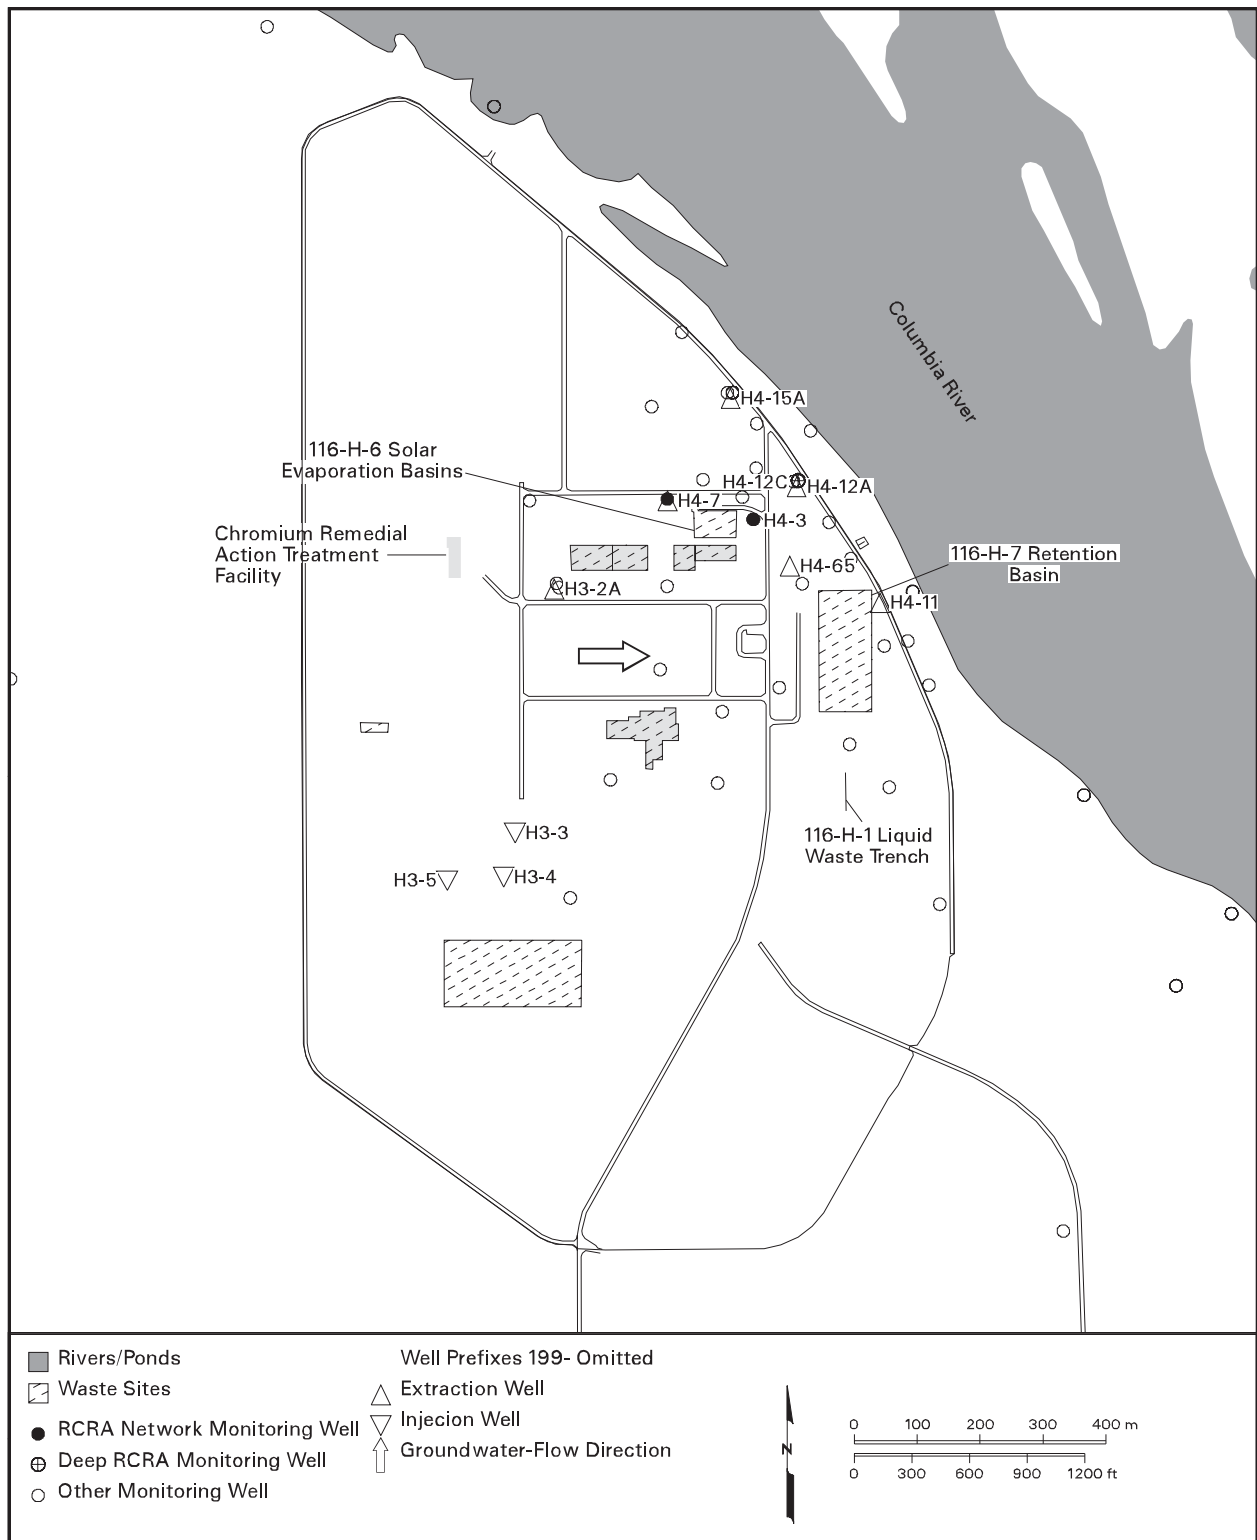 Columbia River
H4-15A
116-H-6 Solar
Evaporation Basins
H4-12C
H4-12A
H4-7
H4-3
Chromium Remedial
Action Treatment
Facility
116-H-7 Retention
Basin
H4-65
H3-2A
H4-11
H3-3
116-H-1 Liquid
Waste Trench
H3-5
H3-4
Rivers/Ponds
Waste Sites
RCRA Network Monitoring Well
Deep RCRA Monitoring Well
Other Monitoring Well
Well Prefixes 199- Omitted
Extraction Well
Injecion Well
Groundwater-Flow Direction
N
0 100 200 300 400 m
0 300 600 900 1200 ft